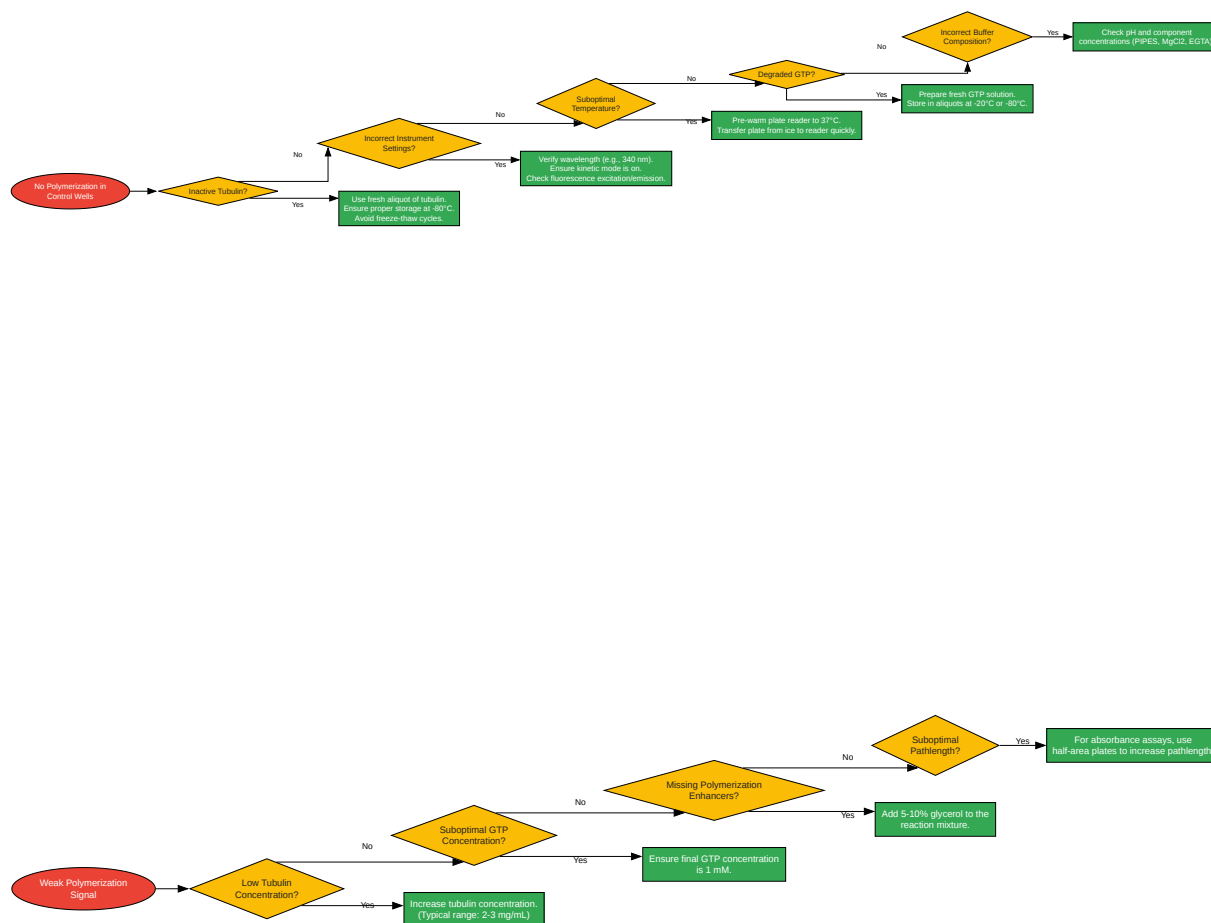 No Polymerization in
Control Wells
Inactive Tubulin?
Yes
Use fresh aliquot of tubulin.
Ensure proper storage at -80°C.
Avoid freeze-thaw cycles.
No
Incorrect Instrument
Settings?
Yes
Verify wavelength (e.g., 340 nm).
Ensure kinetic mode is on.
Check fluorescence excitation/emission.
No
Suboptimal
Temperature?
Yes
Pre-warm plate reader to 37°C.
Transfer plate from ice to reader quickly.
No
Degraded GTP?
Yes
Prepare fresh GTP solution.
Store in aliquots at -20°C or -80°C.
No
Incorrect Buffer
Composition?
Yes
Check pH and component
concentrations (PIPES, MgCl2, EGTA)
Weak Polymerization
Signal
Low Tubulin
Concentration?
Yes
Increase tubulin concentration.
(Typical range: 2-3 mg/mL)
No
Suboptimal GTP
Concentration?
Yes
Ensure final GTP concentration
is 1 mM.
No
Missing Polymerization
Enhancers?
Yes
Add 5-10% glycerol to the
reaction mixture.
No
Suboptimal
Pathlength?
Yes
For absorbance assays, use
half-area plates to increase pathlength